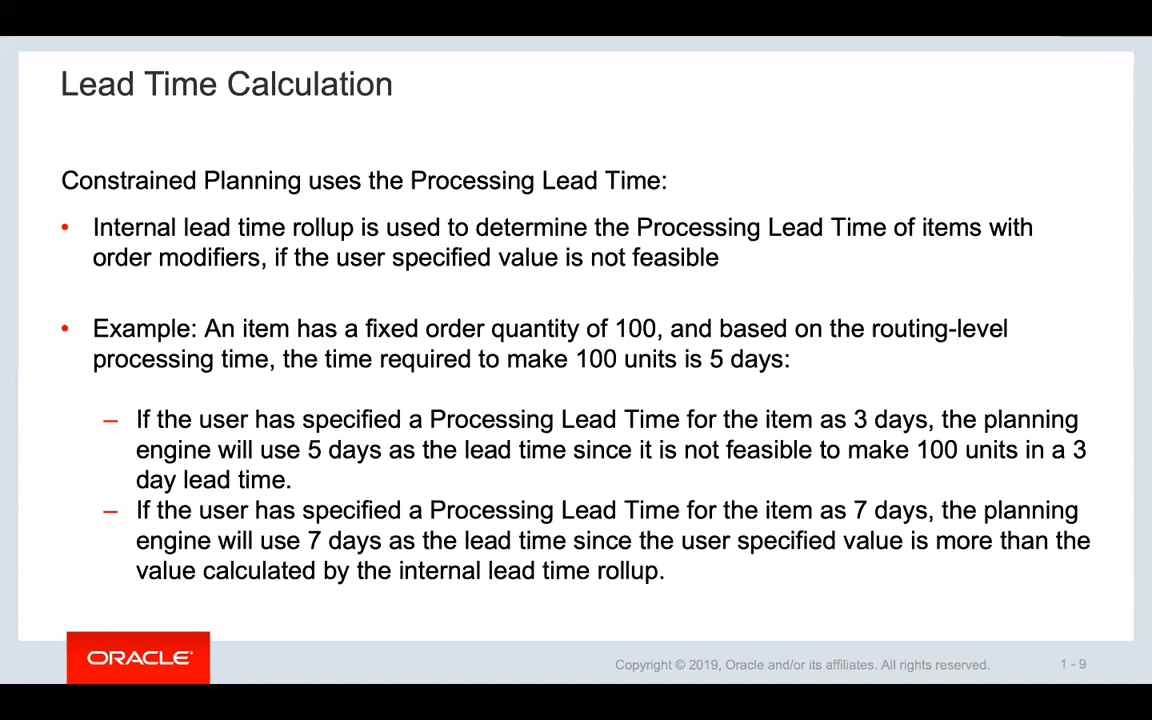 Lead Time Calculation
Constrained Planning uses the Processing Lead Time:
• Internal lead time rollup is used to determine the Processing Lead Time of items with
order modifiers, if the user specified value is not feasible
• Example: An item has a fixed order quantity of 100, and based on the routing-level
processing time, the time required to make 100 units is 5 days:
– If the user has specified a Processing Lead Time for the item as 3 days, the planning
engine will use 5 days as the lead time since it is not feasible to make 100 units in a 3
day lead time.
– If the user has specified a Processing Lead Time for the item as 7 days, the planning
engine will use 7 days as the lead time since the user specified value is more than the
value calculated by the internal lead time rollup.
ORACLE®
Copyright © 2019, Oracle and/or its affiliates. All rights reserved.
1 - 9